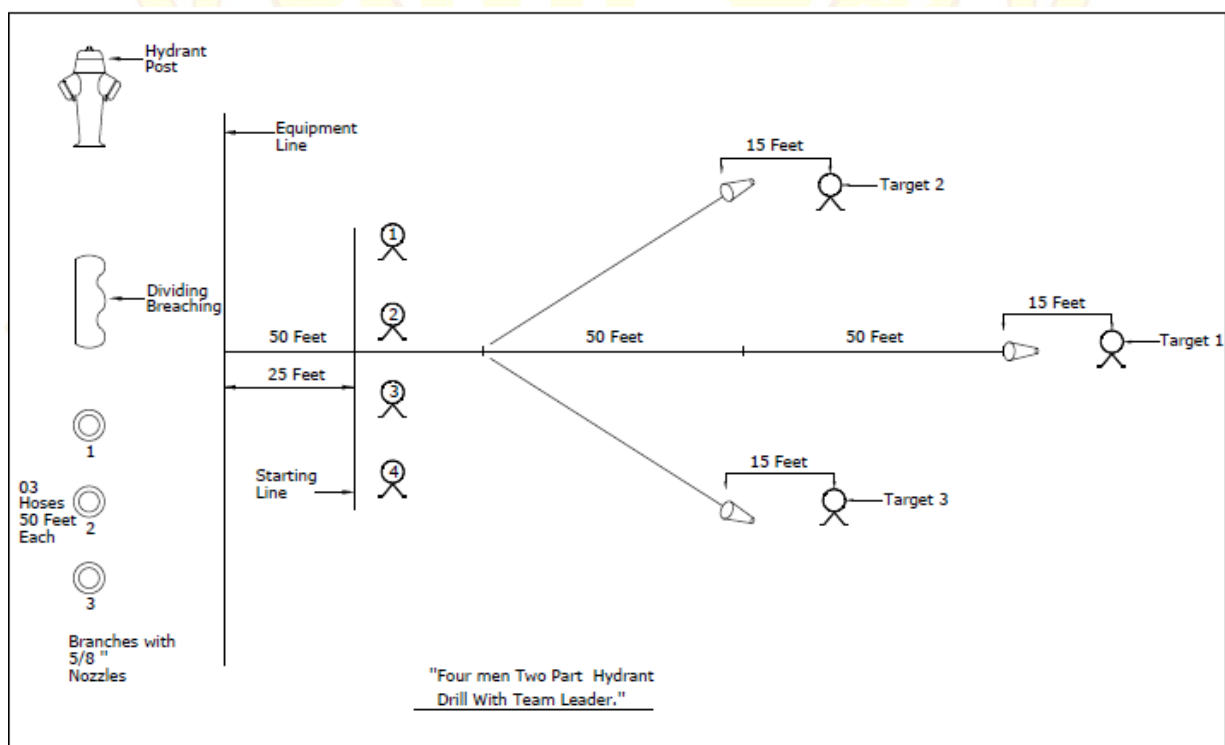 Hydrant
Post
Equipment
Line
15 Feet
Target 2
1
Dividing
Breaching
2
15 Feet
50 Feet
50 Feet
50 Feet
Target 1
25 Feet
3
1
Starting
Line
4
15 Feet
Target 3
03
Hoses
50 Feet
Each
2
3
Branches with
5/8 "
Nozzles
"Four men Two Part Hydrant
Drill With Team Leader."